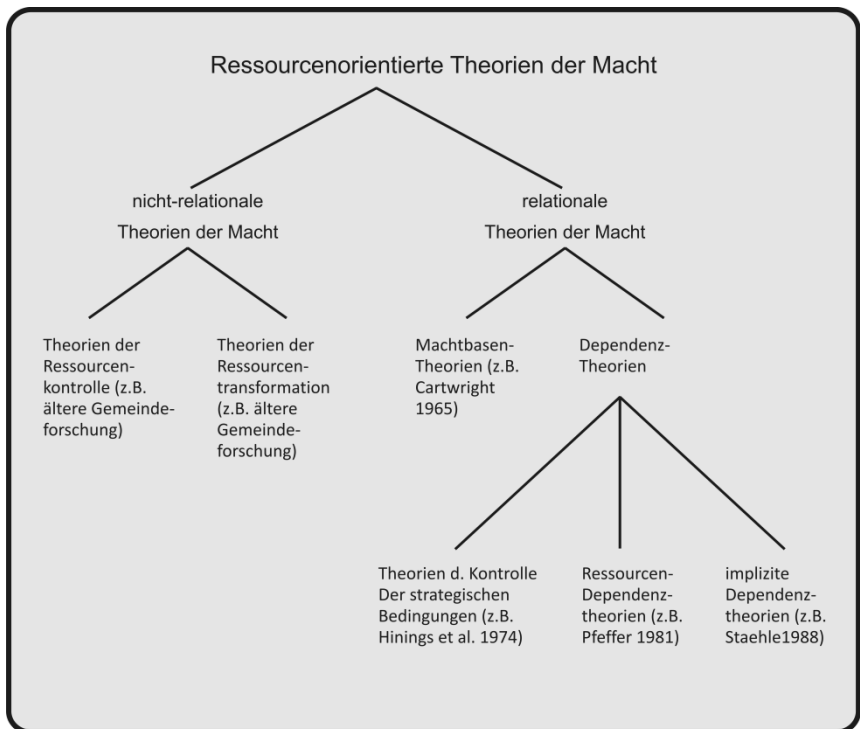 Ressourcenorientierte Theorien der Macht
nicht-relationale
Theorien der Macht
relationale
Theorien der Macht
Theorien der
Ressourcen-
kontrolle (z.B.
ältere Gemeinde-
forschung)
Theorien der
Ressourcen-
transformation
(z.B. ältere
Gemeinde-
forschung)
Machtbasen-
Theorien (z.B.
Cartwright
1965)
Dependenz-
Theorien
Theorien d. Kontrolle
Der strategischen
Bedingungen (z.B.
Hinings et al. 1974)
Ressourcen-
Dependenz-
theorien (z.B.
Pfeffer 1981)
implizite
Dependenz-
theorien (z.B.
Staehle1988)